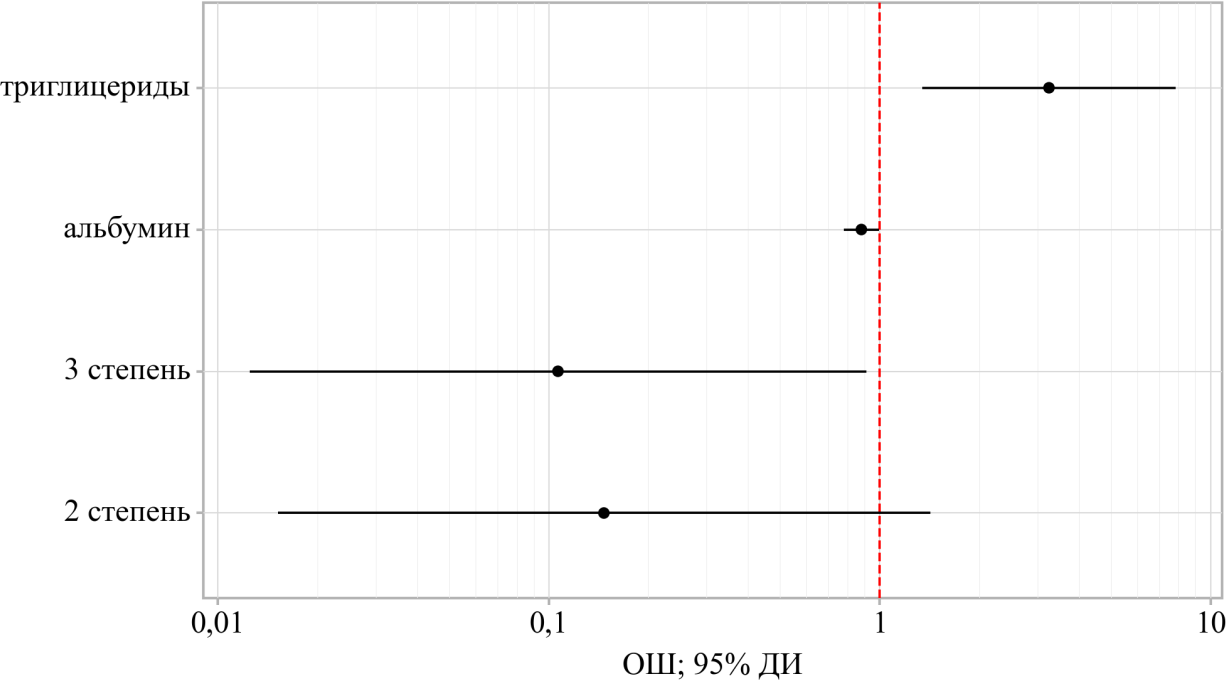 триглицериды
альбумин
3 степень
2 степень
0,01 0,1 1 10
ОШ; 95% ДИ